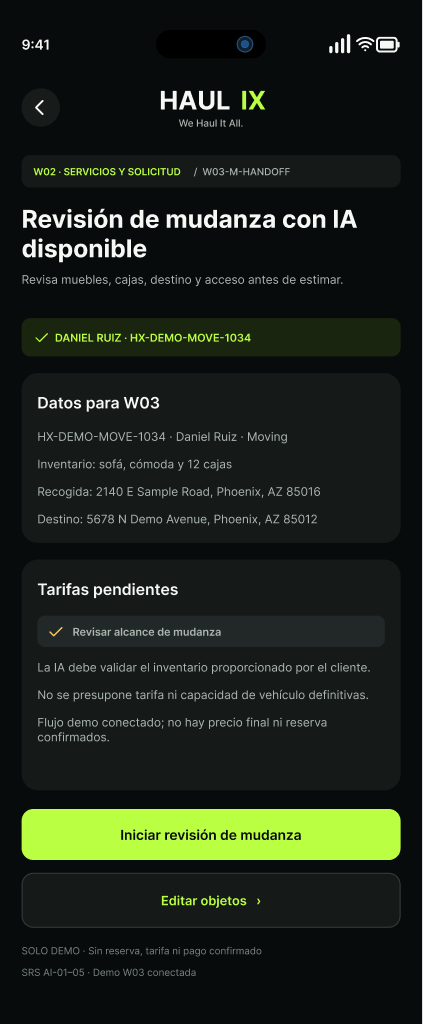 9:41
HAUL IX
We Haul It All.
W02 · SERVICIOS Y SOLICITUD / W03-M-HANDOFF
Revisión de mudanza con IA
disponible
Revisa muebles, cajas, destino y acceso antes de estimar.
DANIEL RUIZ · HX-DEMO-MOVE-1034
Datos para W03
HX-DEMO-MOVE-1034 · Daniel Ruiz · Moving
Inventario: sofá, cómoda y 12 cajas
Recogida: 2140 E Sample Road, Phoenix, AZ 85016
Destino: 5678 N Demo Avenue, Phoenix, AZ 85012
Tarifas pendientes
Revisar alcance de mudanza
La IA debe validar el inventario proporcionado por el cliente.
No se presupone tarifa ni capacidad de vehículo definitivas.
Flujo demo conectado; no hay precio final ni reserva
confirmados.
Iniciar revisión de mudanza
Editar objetos ›
SOLO DEMO · Sin reserva, tarifa ni pago confirmado
SRS AI-01–05 · Demo W03 conectada